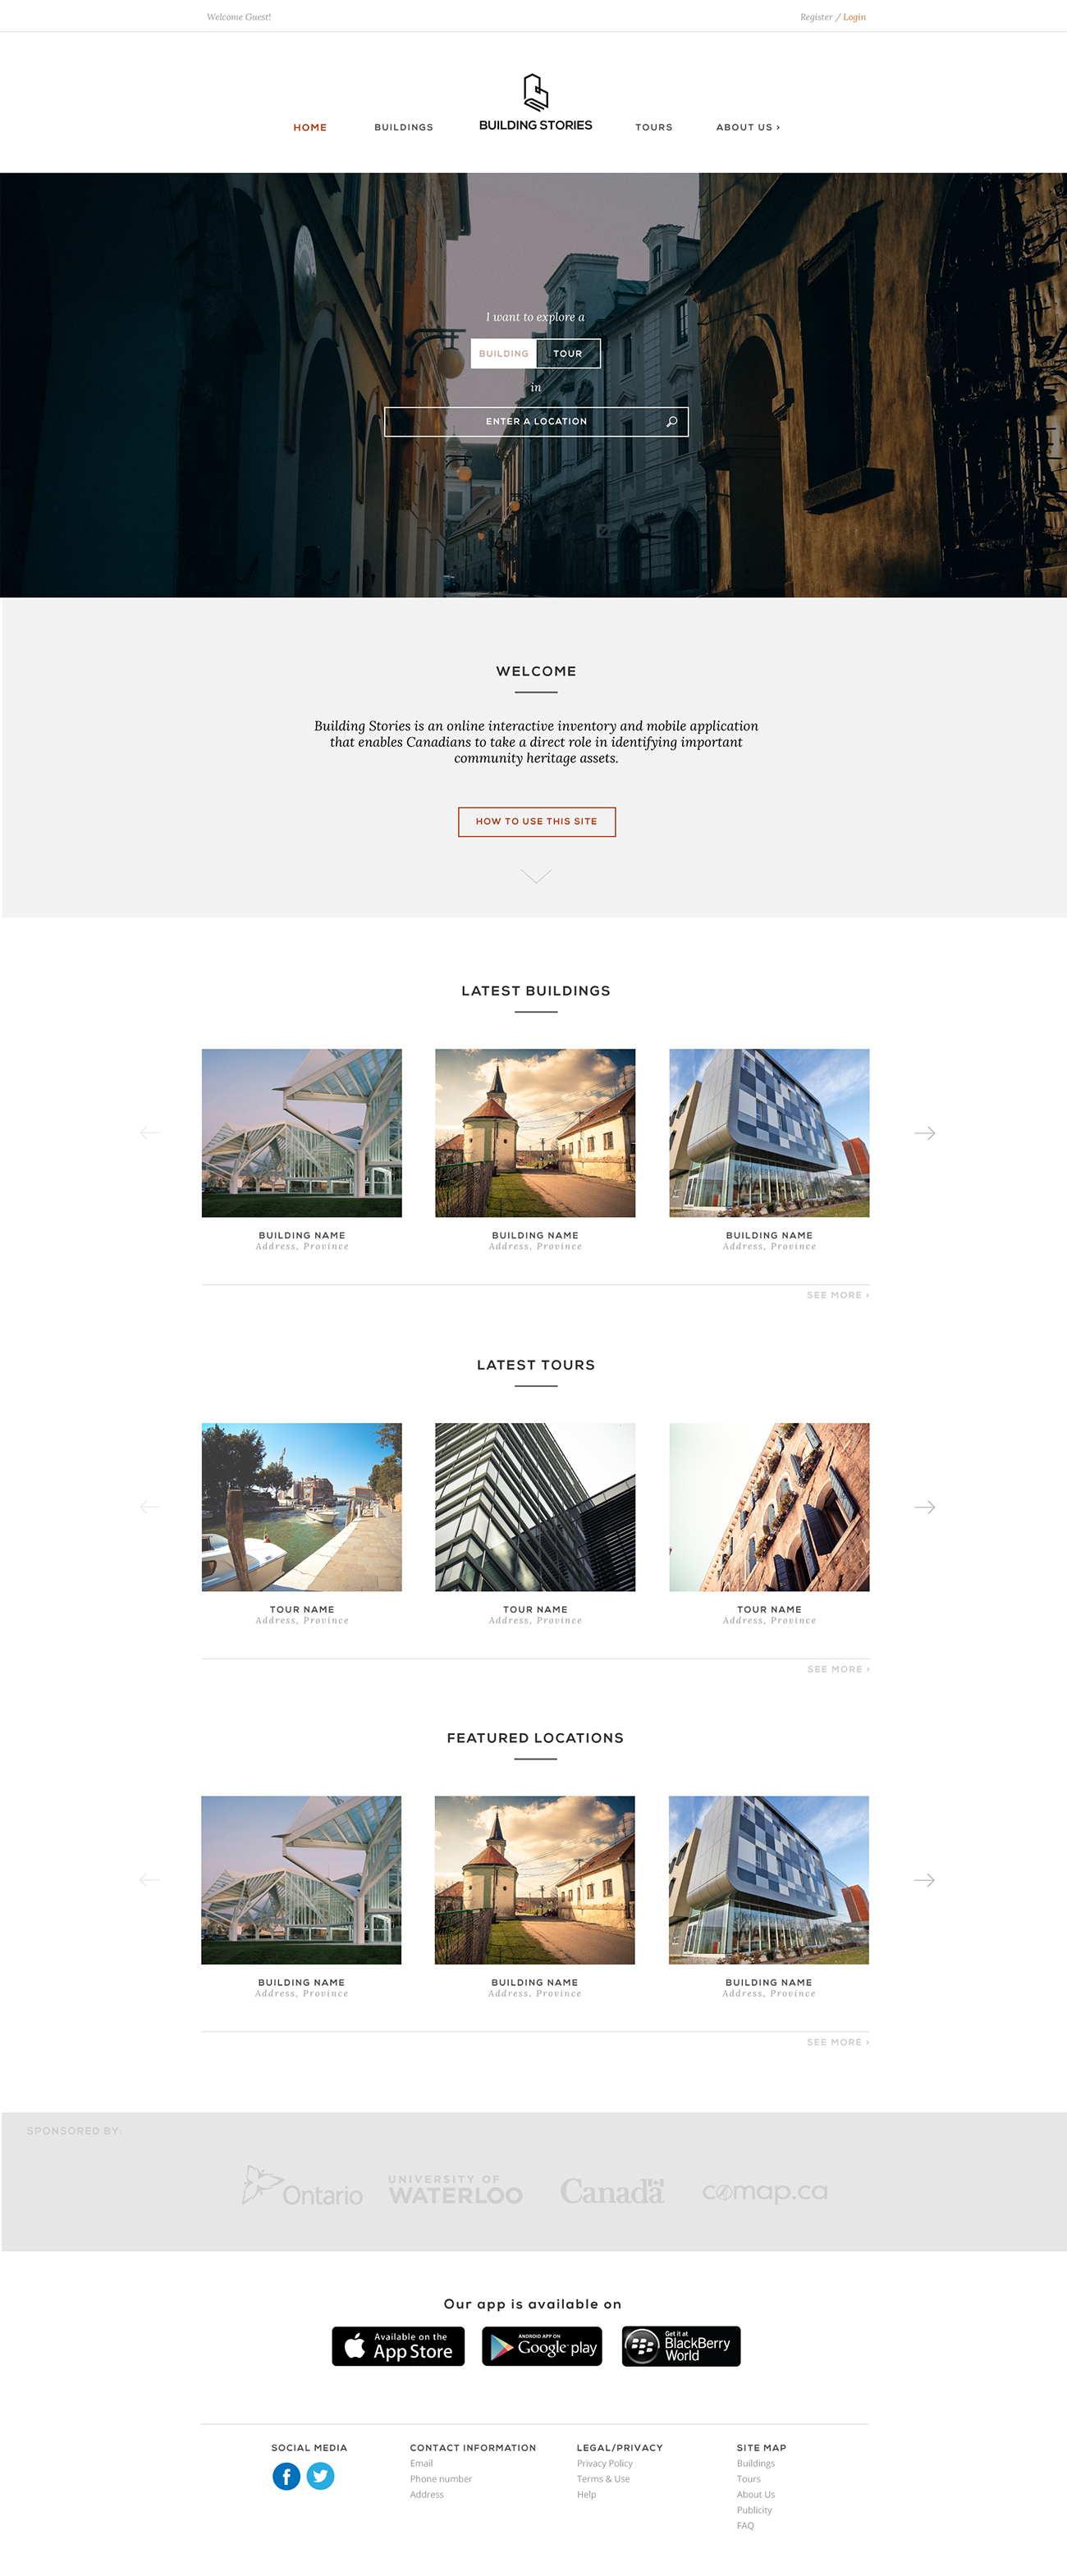 Welcome Guest!
Register / Login
HOME
BUILDINGS
BUILDING STORIES
TOURS
ABOUT US ›
I want to explore a
BUILDING
TOUR
in
ENTER A LOCATION
WELCOME
Building Stories is an online interactive inventory and mobile application
that enables Canadians to take a direct role in identifying important
community heritage assets.
HOW TO USE THIS SITE
LATEST BUILDINGS
BUILDING NAME
Address, Province
BUILDING NAME
Address, Province
BUILDING NAME
Address, Province
SEE MORE ›
LATEST TOURS
TOUR NAME
Address, Province
TOUR NAME
Address, Province
TOUR NAME
Address, Province
SEE MORE ›
FEATURED LOCATIONS
BUILDING NAME
Address, Province
BUILDING NAME
Address, Province
BUILDING NAME
Address, Province
SEE MORE ›
SPONSORED BY:
Ontario
UNIVERSITY OF
WATERLOO
Canada
comap.ca
Our app is available on
Available on the
App Store
ANDROID APP ON
Google play
Get it at
BlackBerry
World
SOCIAL MEDIA
CONTACT INFORMATION
Email
Phone number
Address
LEGAL/PRIVACY
Privacy Policy
Terms & Use
Help
SITE MAP
Buildings
Tours
About Us
Publicity
FAQ